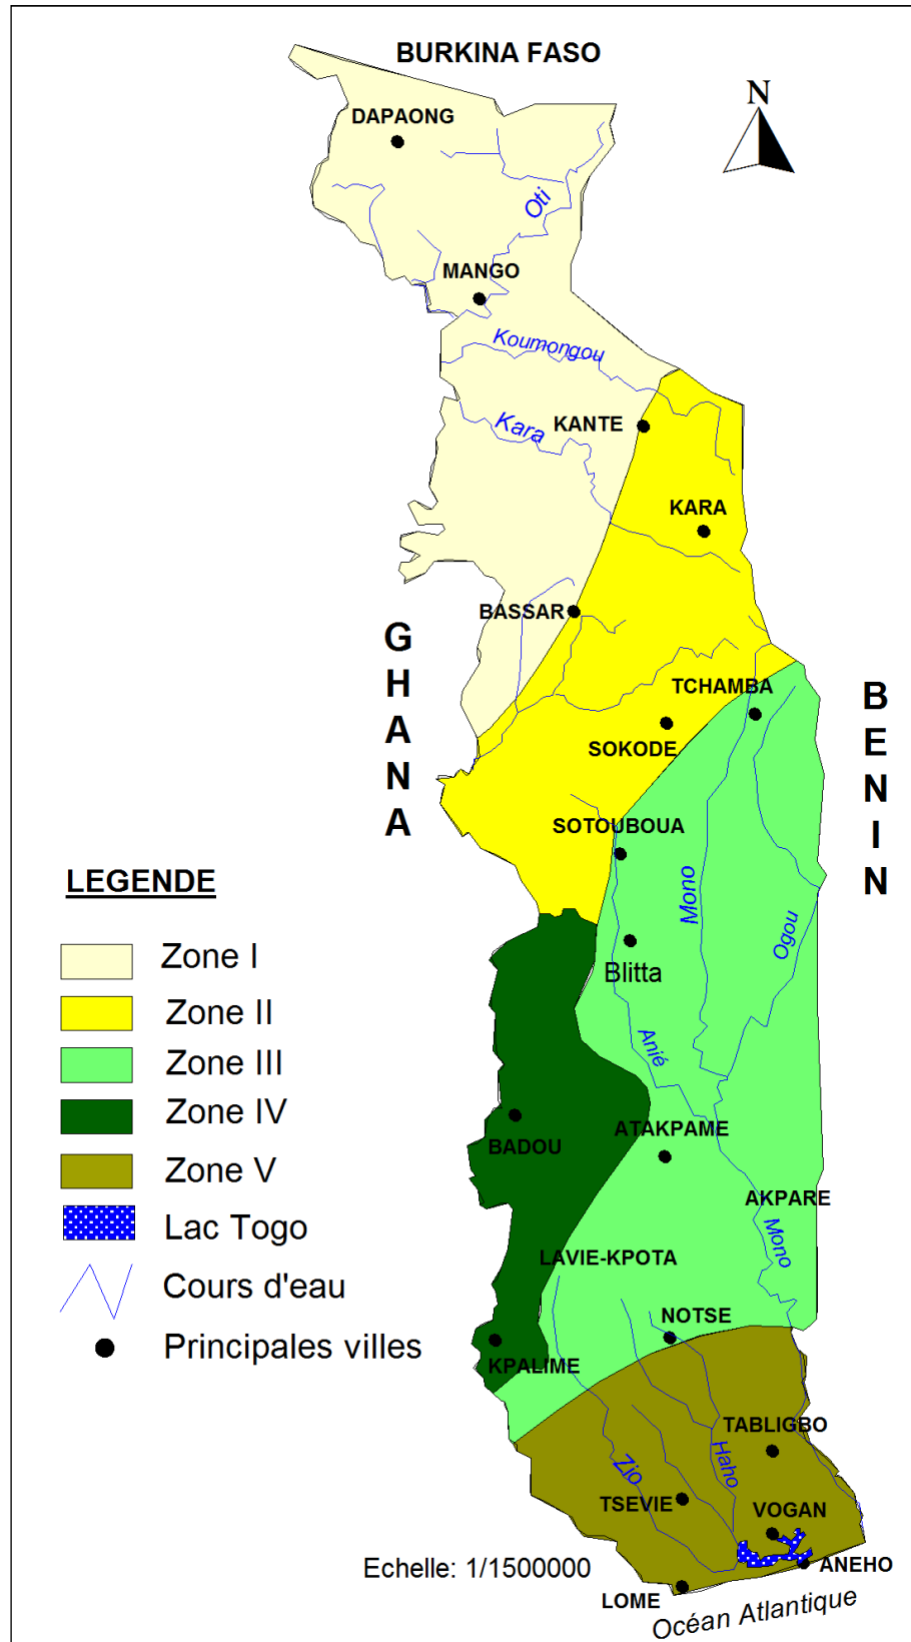 BURKINA FASO
N
DAPAONG
Oti
MANGO
Koumongou
Kara
KANTE
KARA
BASSAR
GHANA
TCHAMBA
BENIN
SOKODE
SOTOUBOUA
Mono
Ogou
Blitta
Anié
LEGENDE
Zone I
Zone II
Zone III
Zone IV
Zone V
Lac Togo
Cours d'eau
Principales villes
BADOU
ATAKPAME
AKPARE
Mono
LAVIE-KPOTA
NOTSE
KPALIME
TABLIGBO
Haho
Zio
TSEVIE
VOGAN
Echelle: 1/1500000
ANEHO
LOME
Océan Atlantique